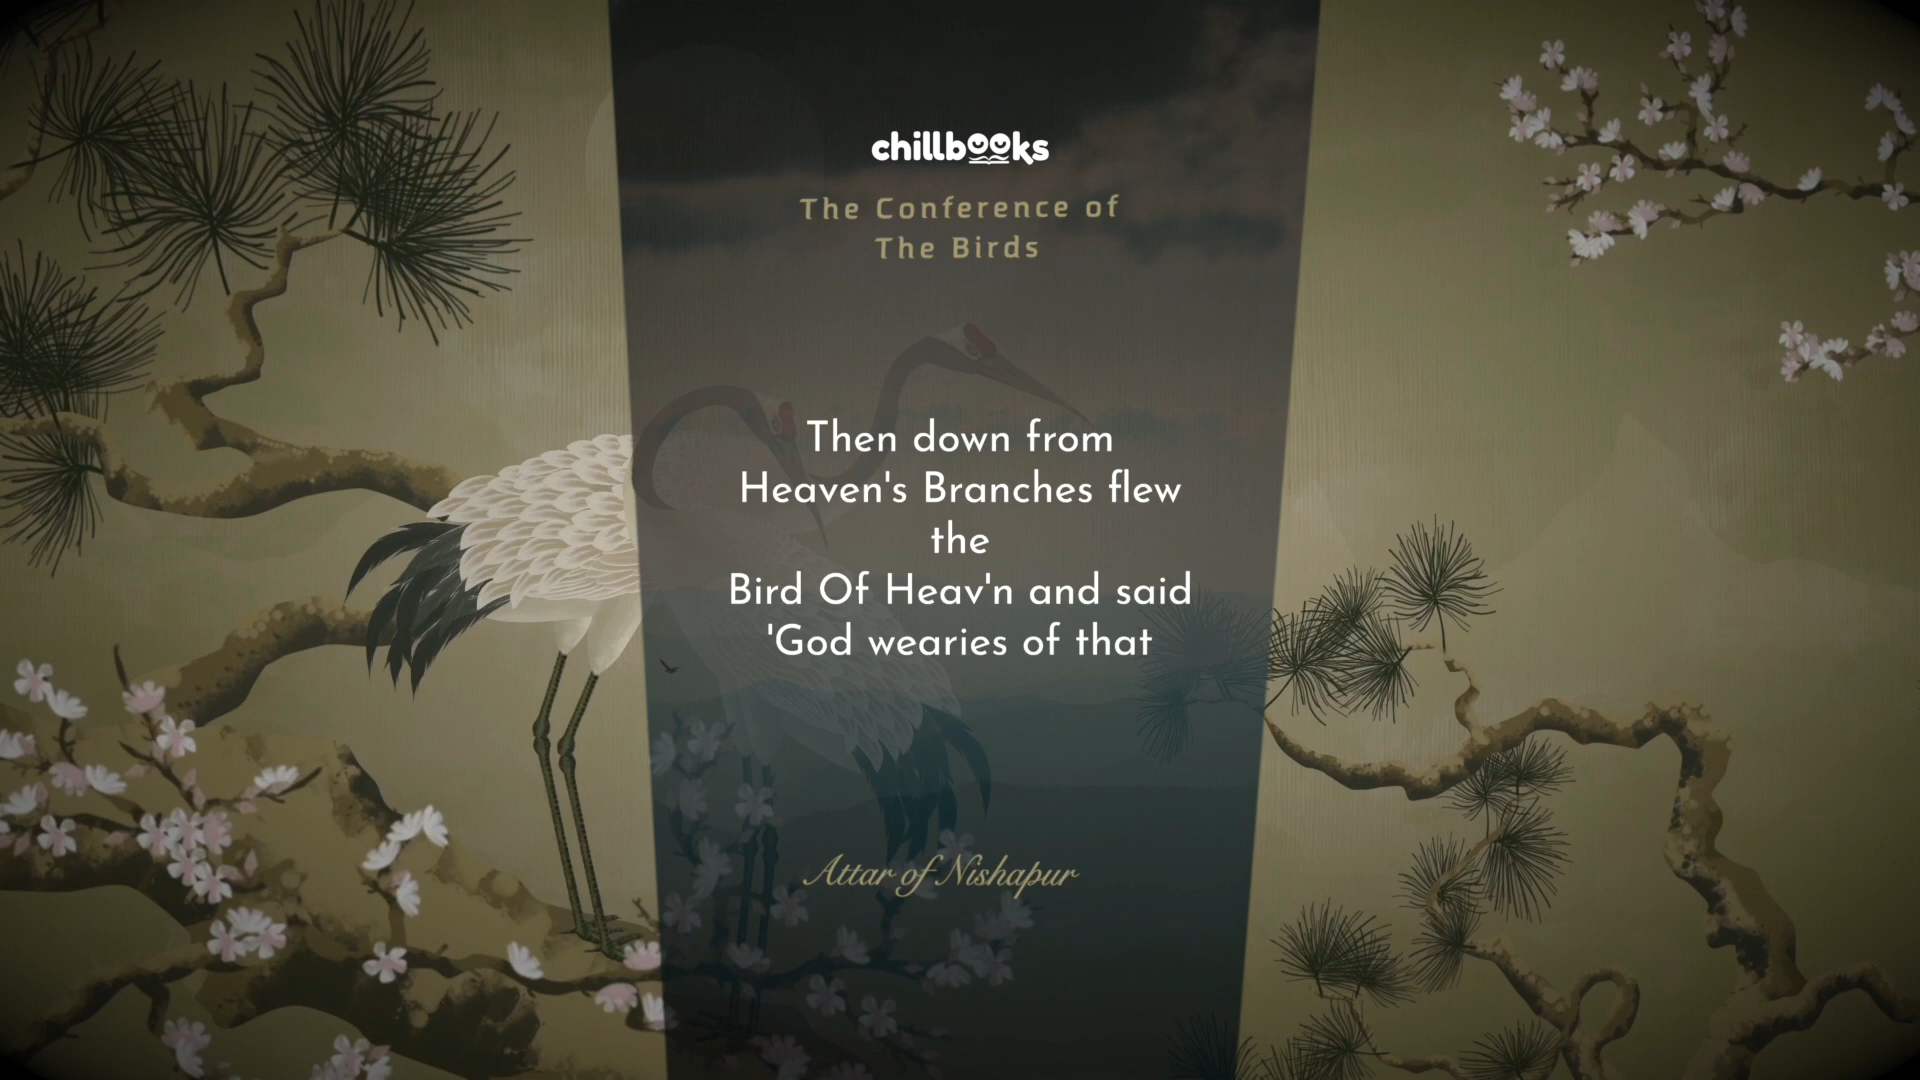 chillbooks
The Conference of
The Birds
Then down from
Heaven's Branches flew
the
Bird Of Heav'n and said
'God wearies of that
Attar of Nishapur